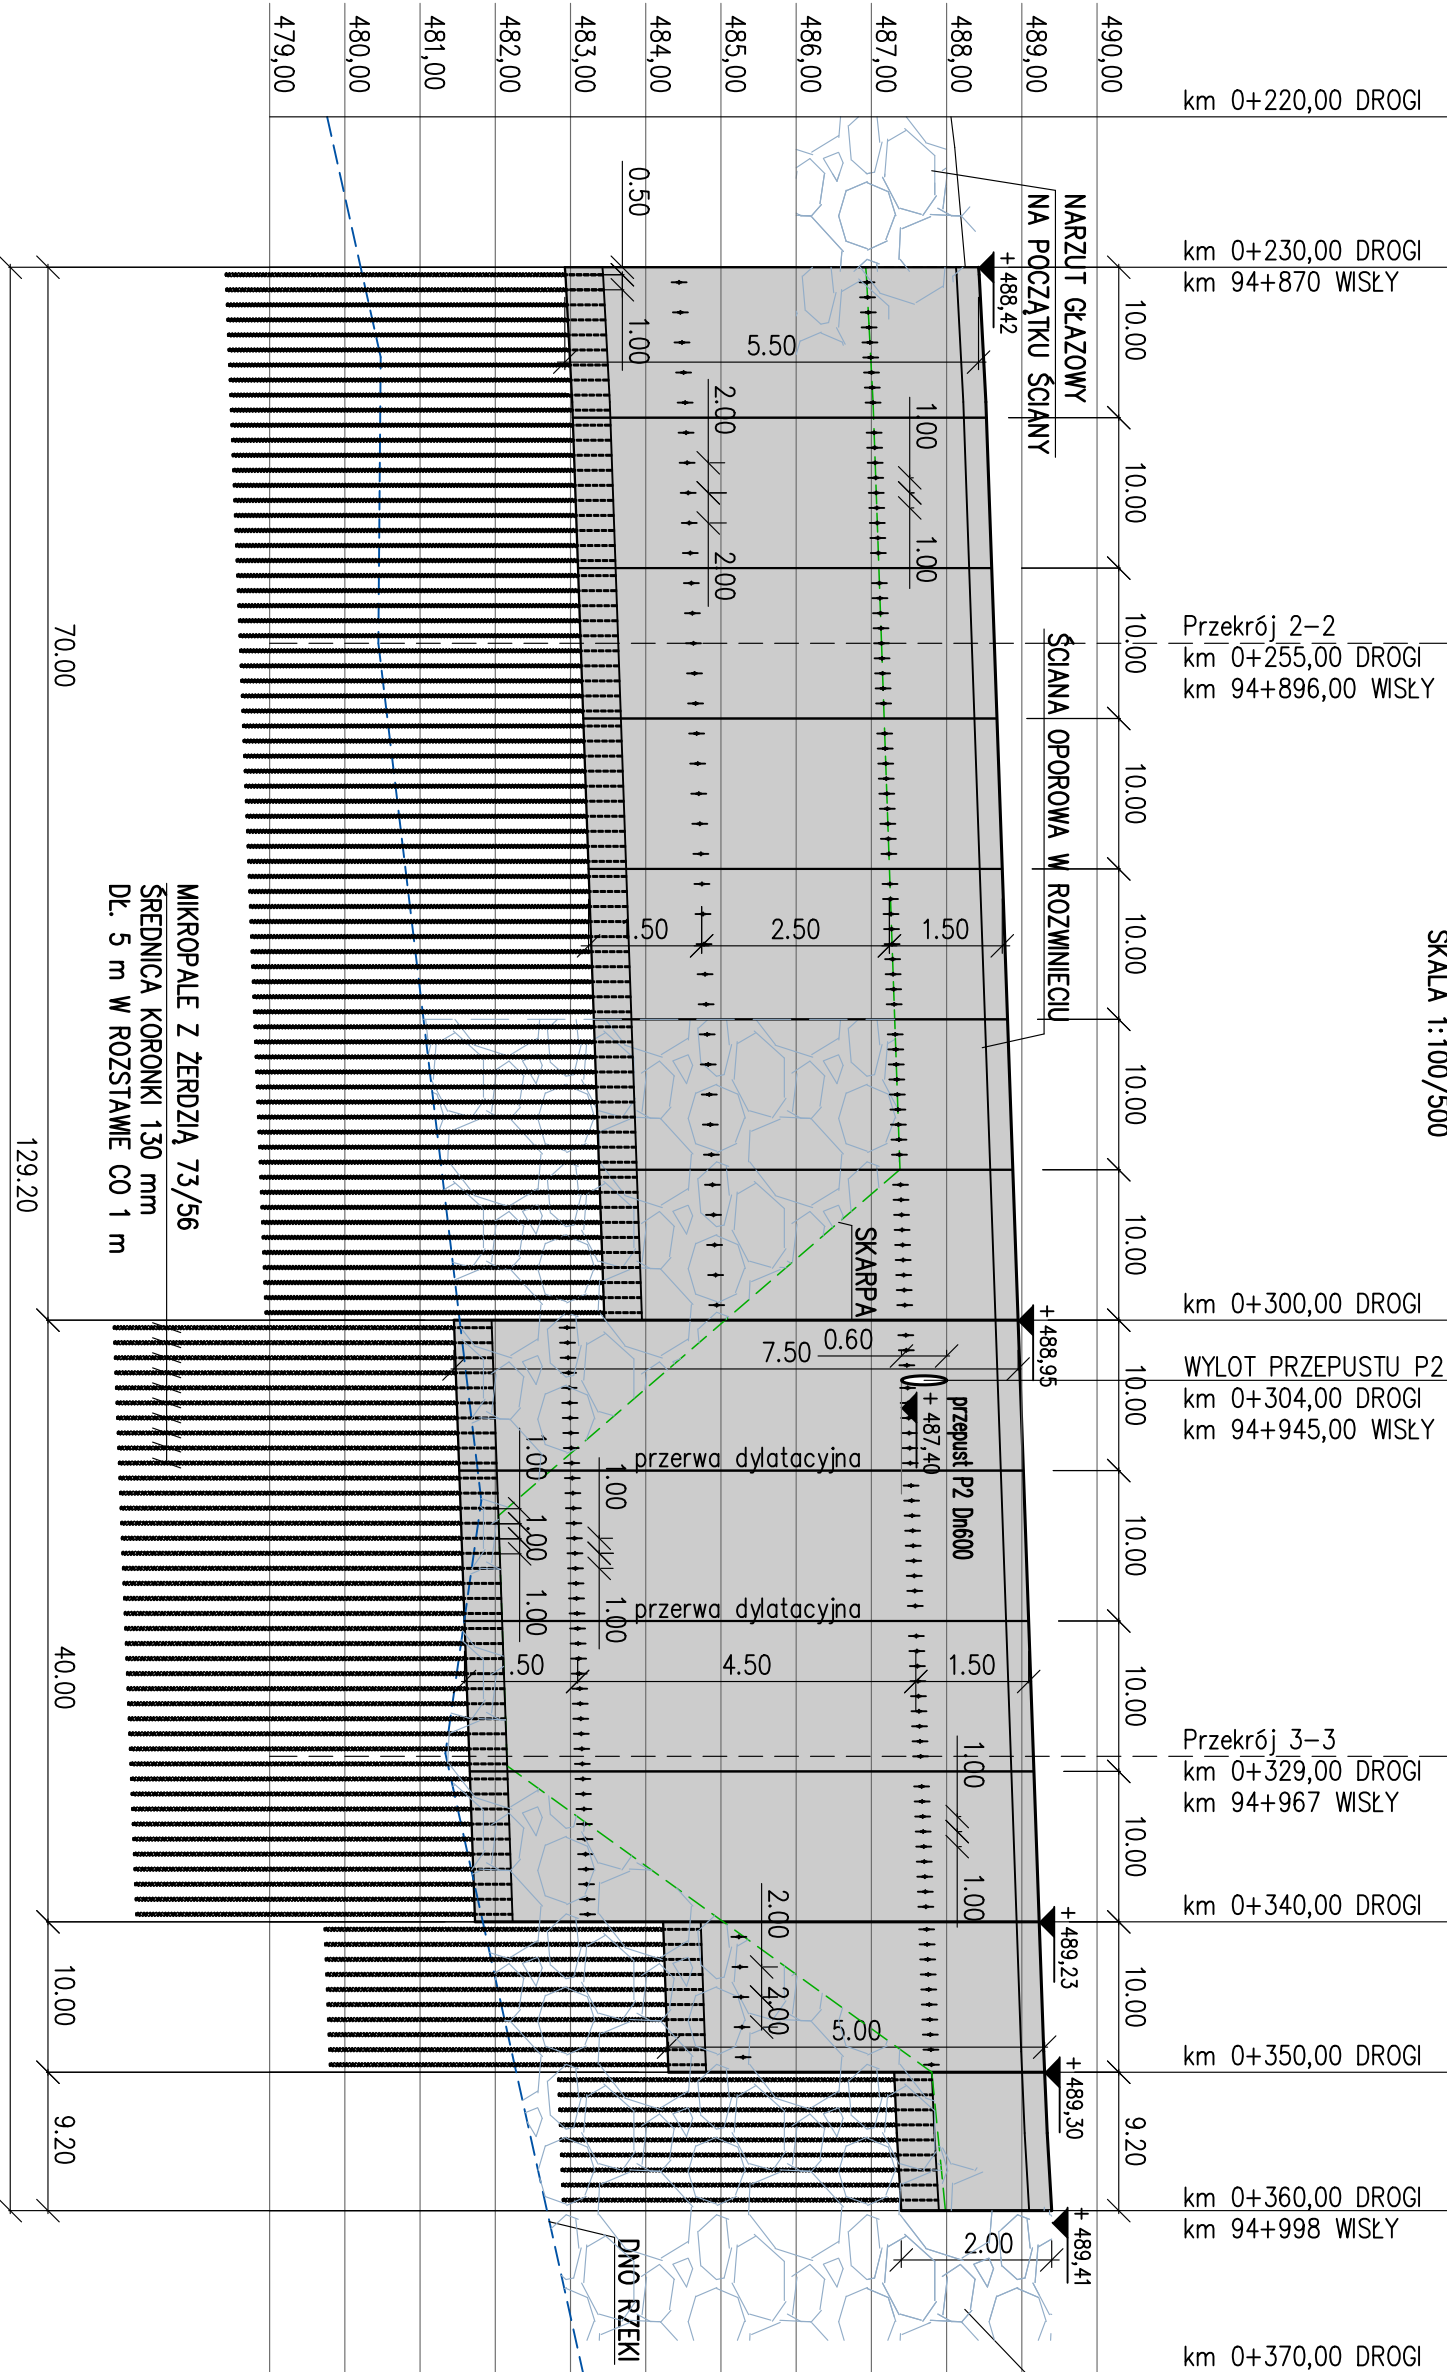 SKALA 1:100/500
km 0+220,00 DROGI
km 0+230,00 DROGI
km 94+870 WISŁY
Przekrój 2-2
km 0+255,00 DROGI
km 94+896,00 WISŁY
km 0+300,00 DROGI
WYLOT PRZEPUSTU P2
km 0+304,00 DROGI
km 94+945,00 WISŁY
Przekrój 3-3
km 0+329,00 DROGI
km 94+967 WISŁY
km 0+340,00 DROGI
km 0+350,00 DROGI
km 0+360,00 DROGI
km 94+998 WISŁY
km 0+370,00 DROGI
10.00
10.00
10.00
10.00
10.00
10.00
10.00
10.00
10.00
10.00
10.00
10.00
9.20
490,00
489,00
488,00
487,00
486,00
485,00
484,00
483,00
482,00
481,00
480,00
479,00
NARZUT GŁAZOWY
NA POCZĄTKU ŚCIANY
+ 488,42
ŚCIANA OPOROWA W ROZWINIECIU
+ 488,95
+ 489,23
+ 489,30
+ 489,41
przepust P2 Dn600
+ 487,40
0.60
7.50
SKARPA
5.50
0.50
1.00
1.00
1.00
2.00
2.00
1.50
2.50
.50
przerwa dylatacyjna
przerwa dylatacyjna
1.00
1.00
1.00
1.00
1.00
1.50
4.50
.50
1.00
1.00
2.00
2.00
5.00
2.00
DNO RZEKI
MIKROPALE Z ŻERDZIĄ 73/56
ŚREDNICA KORONKI 130 mm
DŁ. 5 m W ROZSTAWIE CO 1 m
70.00
40.00
10.00
9.20
129.20